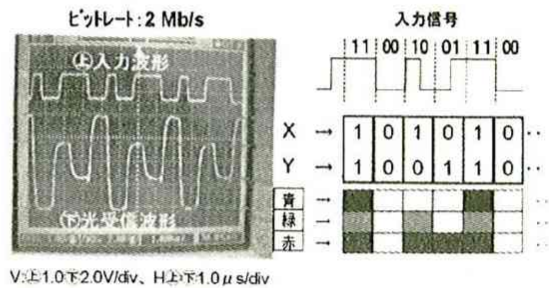 ビットレート:2 Mb/s
(上)入力波形
(下)光受信波形
V:上1.0下2.0V/div、H上・下1.0μs/div
入力信号
11 00 10 01 11 00
X → 1 0 1 0 1 0 ‥
Y → 1 0 0 1 1 0 ‥
青 → ‥
緑 → ‥
赤 → ‥